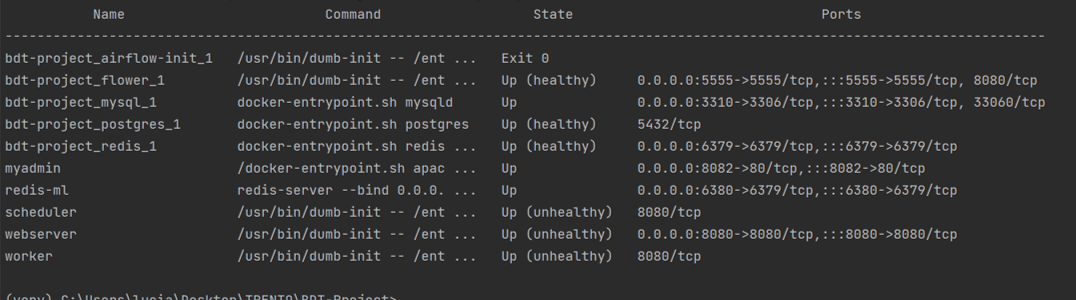 Name Command State Ports
--------------------------------------------------------------------------------------------------------------------------------
bdt-project_airflow-init_1 /usr/bin/dumb-init -- /ent ... Exit 0
bdt-project_flower_1 /usr/bin/dumb-init -- /ent ... Up (healthy) 0.0.0.0:5555->5555/tcp,:::5555->5555/tcp, 8080/tcp
bdt-project_mysql_1 docker-entrypoint.sh mysqld Up 0.0.0.0:3310->3306/tcp,:::3310->3306/tcp, 33060/tcp
bdt-project_postgres_1 docker-entrypoint.sh postgres Up (healthy) 5432/tcp
bdt-project_redis_1 docker-entrypoint.sh redis ... Up (healthy) 0.0.0.0:6379->6379/tcp,:::6379->6379/tcp
myadmin /docker-entrypoint.sh apac ... Up 0.0.0.0:8082->80/tcp,:::8082->80/tcp
redis-ml redis-server --bind 0.0.0. ... Up 0.0.0.0:6380->6379/tcp,:::6380->6379/tcp
scheduler /usr/bin/dumb-init -- /ent ... Up (unhealthy) 8080/tcp
webserver /usr/bin/dumb-init -- /ent ... Up (unhealthy) 0.0.0.0:8080->8080/tcp,:::8080->8080/tcp
worker /usr/bin/dumb-init -- /ent ... Up (unhealthy) 8080/tcp
(venv) C:\Users\lucia\Desktop\TRENTO\BDT-Project>